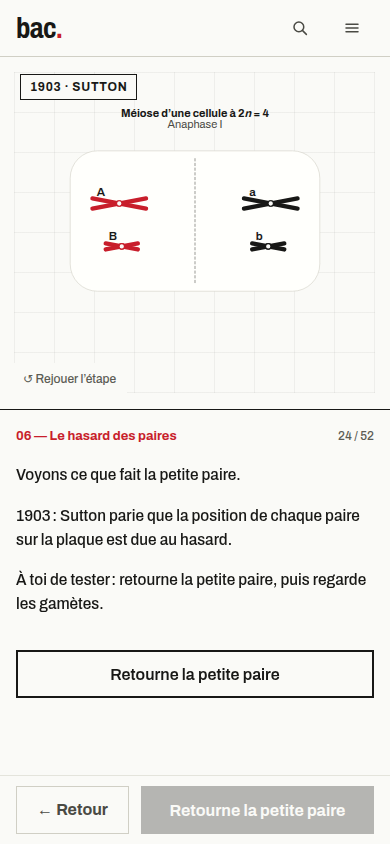 bac.
1903 · SUTTON
Méiose d’une cellule à 2n = 4
Anaphase I
A
a
B
b
↺ Rejouer l’étape
06 — Le hasard des paires
24 / 52
Voyons ce que fait la petite paire.
1903 : Sutton parie que la position de chaque paire
sur la plaque est due au hasard.
À toi de tester : retourne la petite paire, puis regarde
les gamètes.
Retourne la petite paire
← Retour
Retourne la petite paire